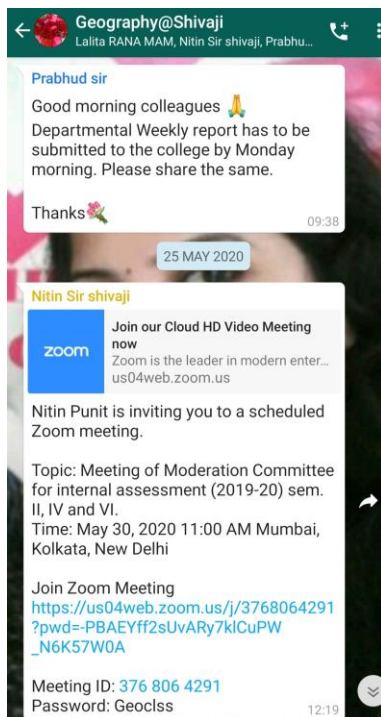 Geography@Shivaji
Lalita RANA MAM, Nitin Sir shivaji, Prabhu...
Prabhud sir
Good morning colleagues 🙏
Departmental Weekly report has to be
submitted to the college by Monday
morning. Please share the same.
Thanks💐
09:38
25 MAY 2020
Nitin Sir shivaji
zoom
Join our Cloud HD Video Meeting
now
Zoom is the leader in modern enter...
us04web.zoom.us
Nitin Punit is inviting you to a scheduled
Zoom meeting.
Topic: Meeting of Moderation Committee
for internal assessment (2019-20) sem.
II, IV and VI.
Time: May 30, 2020 11:00 AM Mumbai,
Kolkata, New Delhi
Join Zoom Meeting
https://us04web.zoom.us/j/3768064291
?pwd=-PBAEYff2sUvARy7klCuPW
_N6K57W0A
Meeting ID: 376 806 4291
Password: Geoclss
12:19